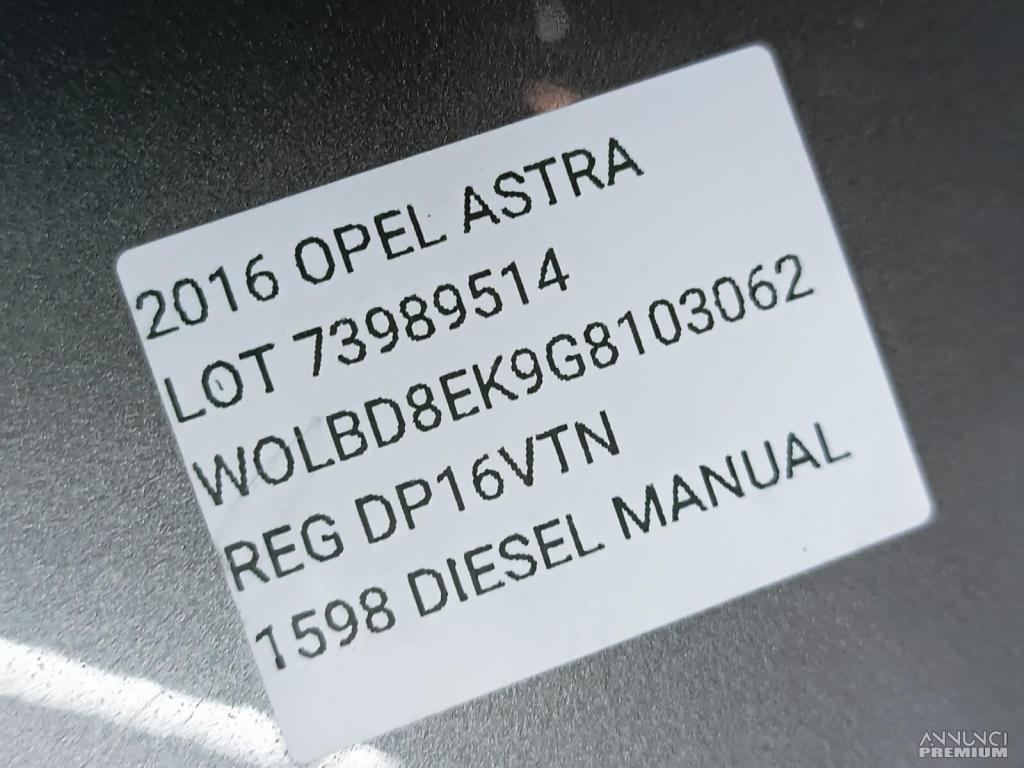 2016 OPEL ASTRA
LOT 73989514
WOLBD8EK9G8103062
REG DP16VTN
1598 DIESEL MANUAL
ANNUNCI
PREMIUM